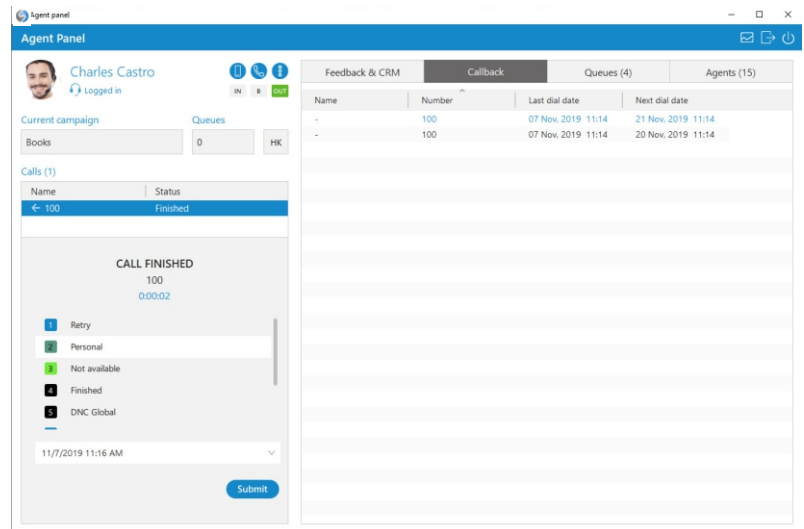 Agent panel
Agent Panel
Charles Castro
Logged in
IN B OUT
Current campaign Queues
Books 0 HK
Calls (1)
Name Status
← 100 Finished
CALL FINISHED
100
0:00:02
1 Retry
2 Personal
3 Not available
4 Finished
5 DNC Global
11/7/2019 11:16 AM
Submit
Feedback & CRM Callback Queues (4) Agents (15)
Name Number Last dial date Next dial date
- 100 07 Nov. 2019 11:14 21 Nov. 2019 11:14
- 100 07 Nov. 2019 11:14 20 Nov. 2019 11:14